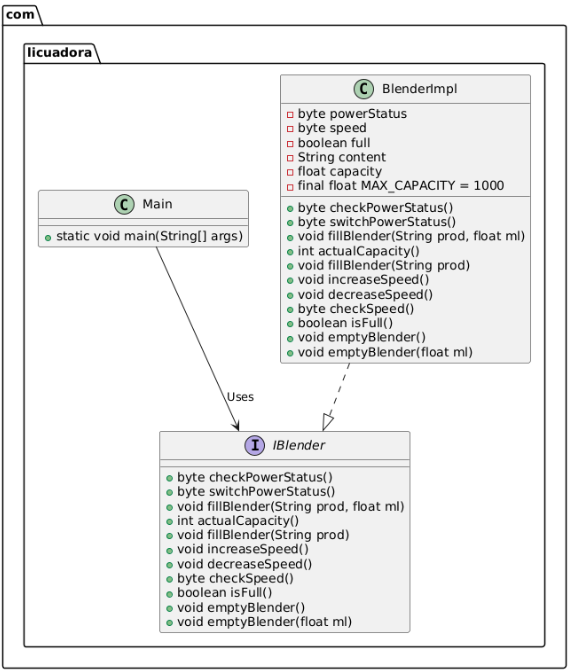 com
licuadora
C BlenderImpl
byte powerStatus
byte speed
boolean full
String content
float capacity
final float MAX_CAPACITY = 1000
byte checkPowerStatus()
byte switchPowerStatus()
void fillBlender(String prod, float ml)
int actualCapacity()
void fillBlender(String prod)
void increaseSpeed()
void decreaseSpeed()
byte checkSpeed()
boolean isFull()
void emptyBlender()
void emptyBlender(float ml)
C Main
static void main(String[] args)
Uses
I IBlender
byte checkPowerStatus()
byte switchPowerStatus()
void fillBlender(String prod, float ml)
int actualCapacity()
void fillBlender(String prod)
void increaseSpeed()
void decreaseSpeed()
byte checkSpeed()
boolean isFull()
void emptyBlender()
void emptyBlender(float ml)